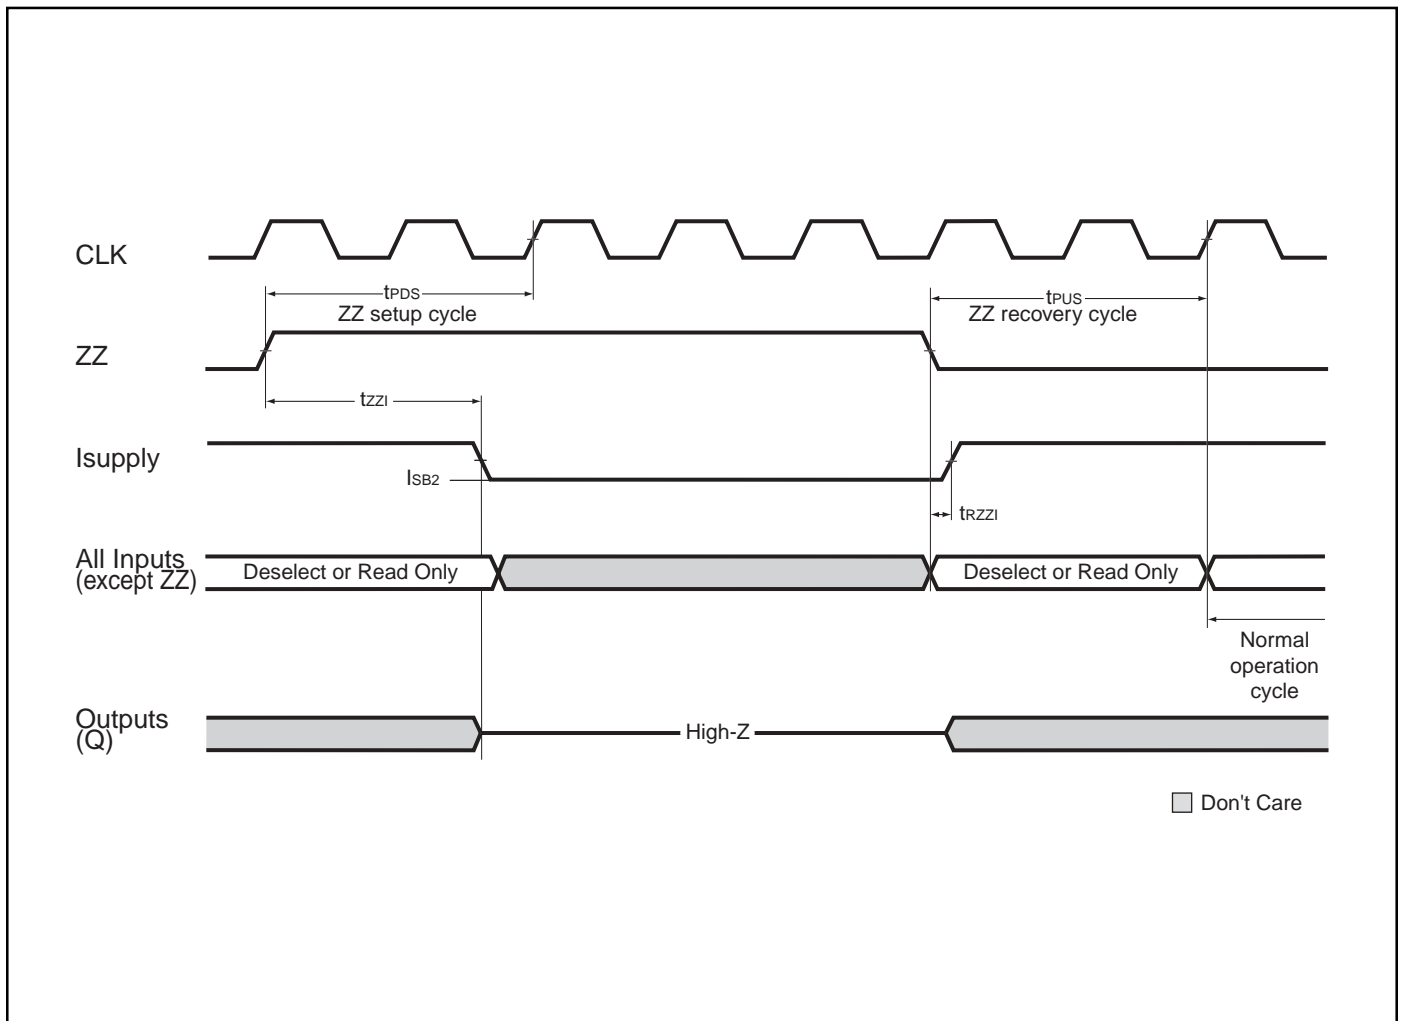 CLK
tPDS
ZZ setup cycle
tPUS
ZZ recovery cycle
ZZ
tZZI
Isupply
ISB2
tRZZI
All Inputs
(except ZZ)
Deselect or Read Only
Deselect or Read Only
Normal
operation
cycle
Outputs
(Q)
High-Z
Don't Care